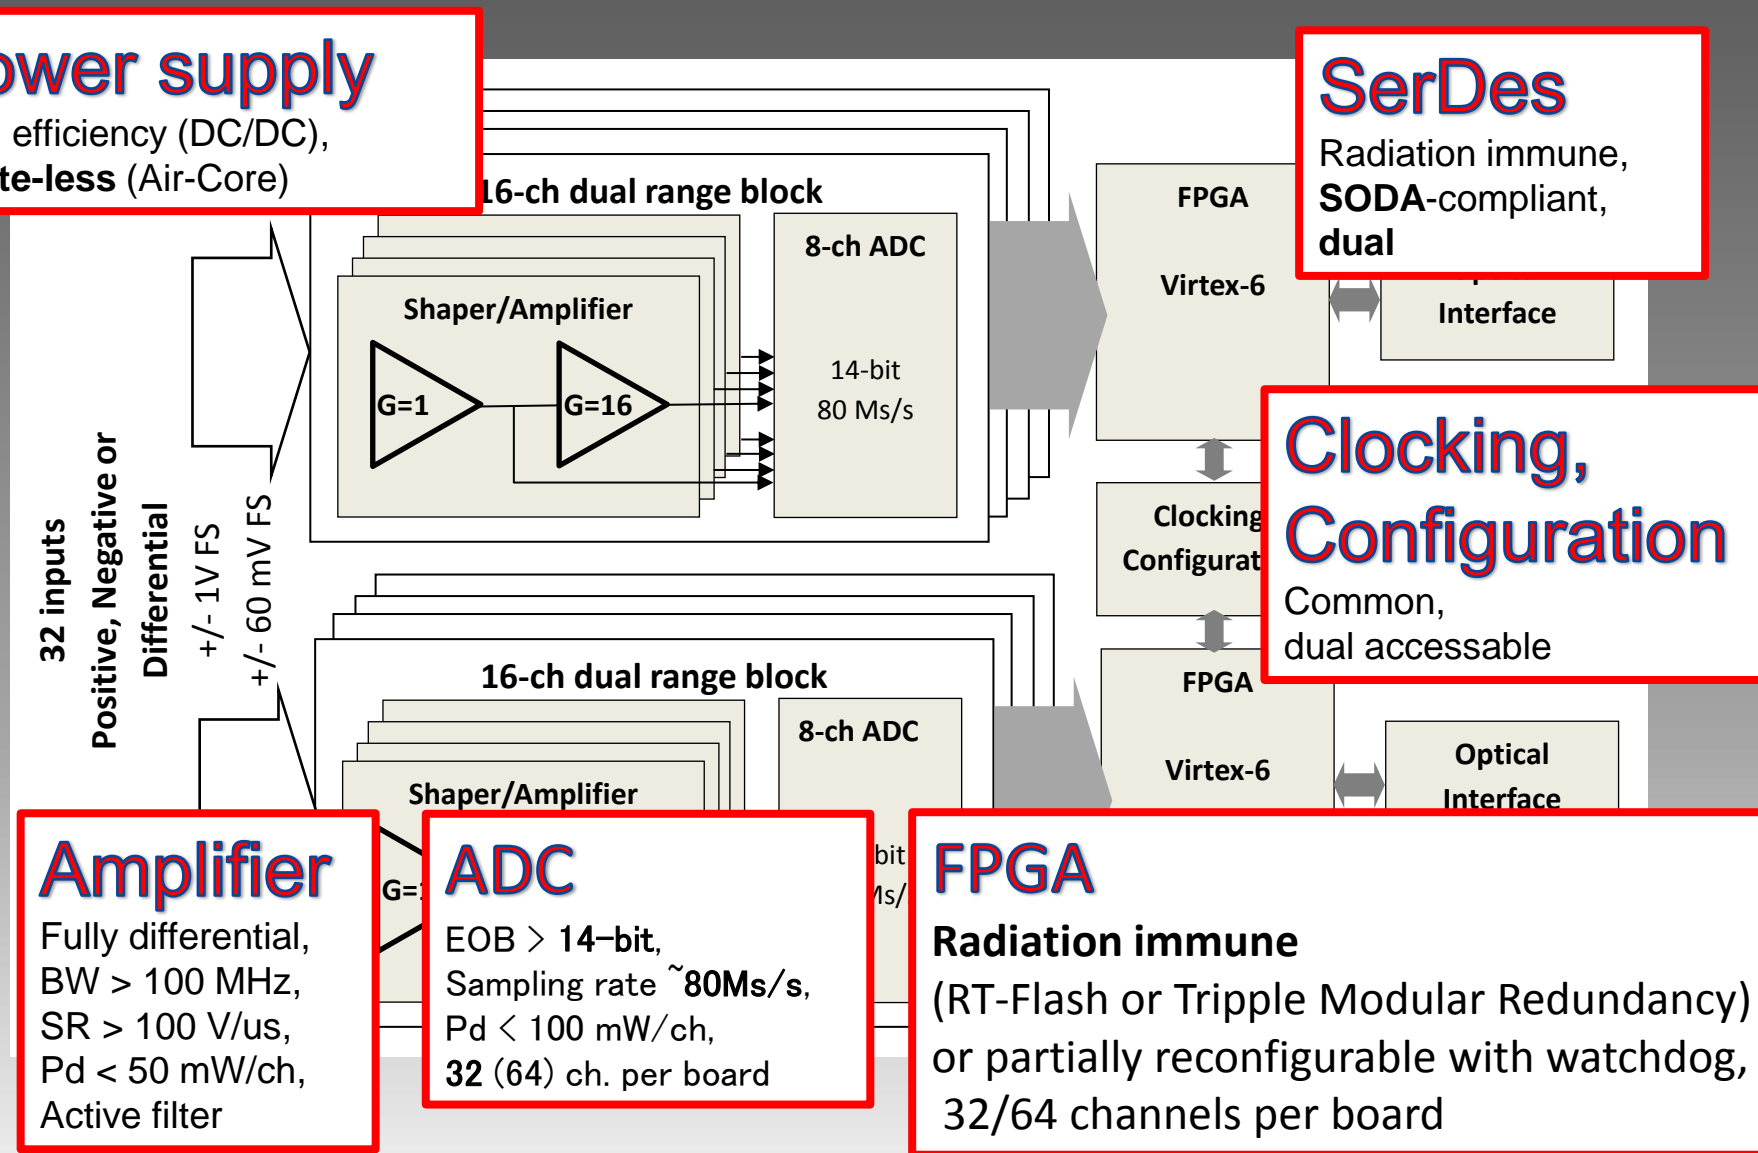 supply
efficiency (DC/DC),
(Air-Core)
16-ch dual range block
Shaper/Amplifier
G=1
G=16
8-ch ADC
14-bit
80 Ms/s
FPGA
Virtex-6
SerDes
Radiation immune,
SODA-compliant,
dual
Interface
32 inputs
Positive, Negative or
Differential
+/- 1V FS
+/- 60 mV FS
Clocking
Clocking,
Configuration
Common,
dual accessable
16-ch dual range block
Shaper/Amplifier
8-ch ADC
FPGA
Virtex-6
Optical
Interface
Amplifier
Fully differential,
BW > 100 MHz,
SR > 100 V/us,
Pd < 50 mW/ch,
Active filter
ADC
EOB > 14-bit,
Sampling rate ~80Ms/s,
Pd < 100 mW/ch,
32 (64) ch. per board
FPGA
Radiation immune
(RT-Flash or Tripple Modular Redundancy)
or partially reconfigurable with watchdog,
32/64 channels per board